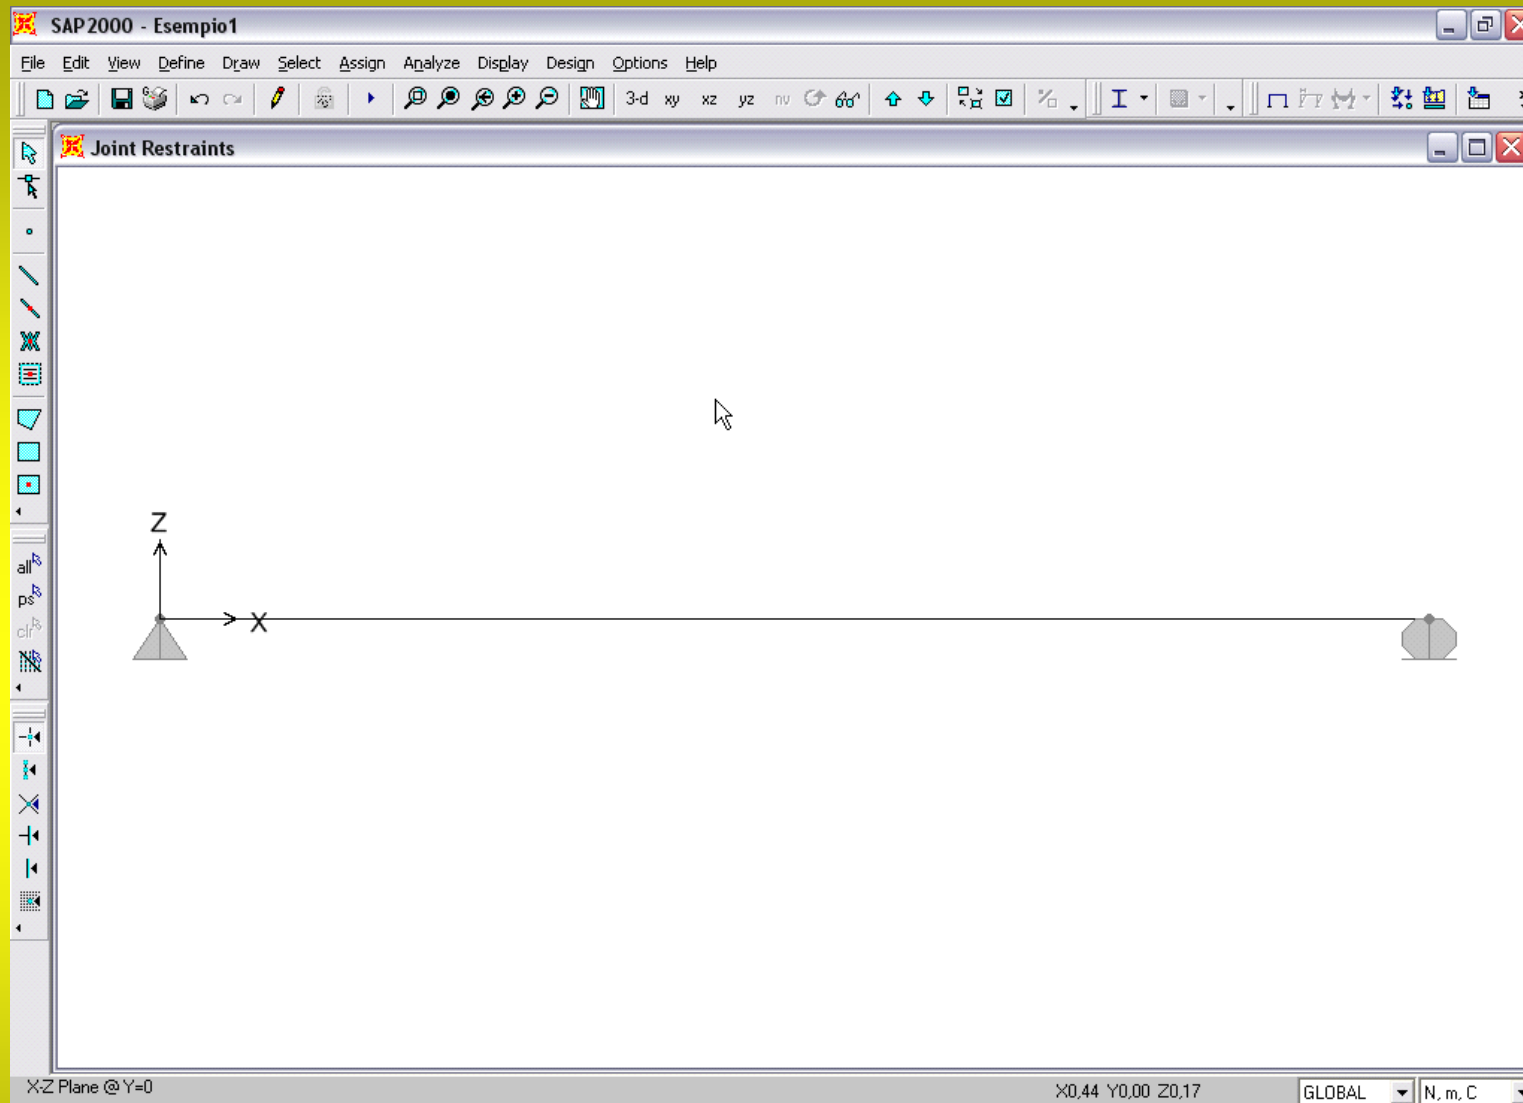 SAP2000 - Esempio1
File Edit View Define Draw Select Assign Analyze Display Design Options Help
3-d xy xz yz nv
Joint Restraints
Z
X
all
ps
clr
X-Z Plane @ Y=0
X0,44 Y0,00 Z0,17
GLOBAL
N, m, C